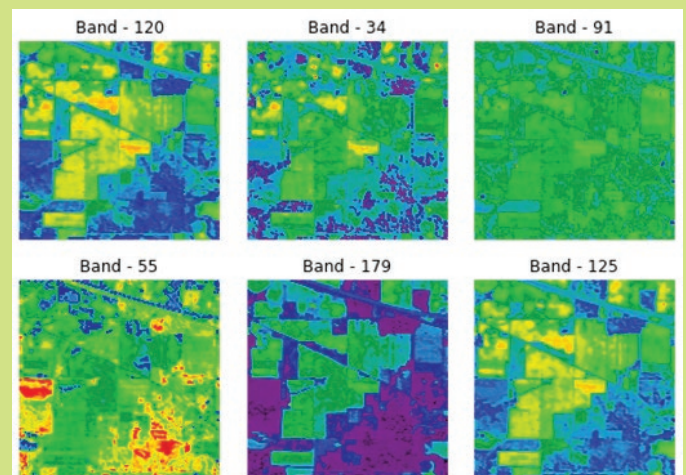 Band - 120
Band - 34
Band - 91
Band - 55
Band - 179
Band - 125